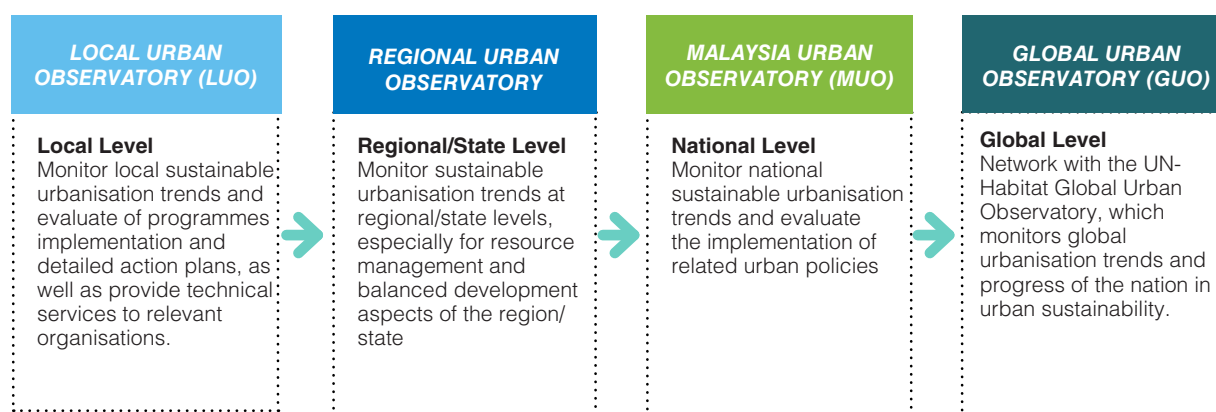 LOCAL URBAN
OBSERVATORY (LUO)
Local Level
Monitor local sustainable
urbanisation trends and
evaluate of programmes
implementation and
detailed action plans, as
well as provide technical
services to relevant
organisations.
REGIONAL URBAN
OBSERVATORY
Regional/State Level
Monitor sustainable
urbanisation trends at
regional/state levels,
especially for resource
management and
balanced development
aspects of the region/
state
MALAYSIA URBAN
OBSERVATORY (MUO)
National Level
Monitor national
sustainable urbanisation
trends and evaluate
the implementation of
related urban policies
GLOBAL URBAN
OBSERVATORY (GUO)
Global Level
Network with the UN-
Habitat Global Urban
Observatory, which
monitors global
urbanisation trends and
progress of the nation in
urban sustainability.